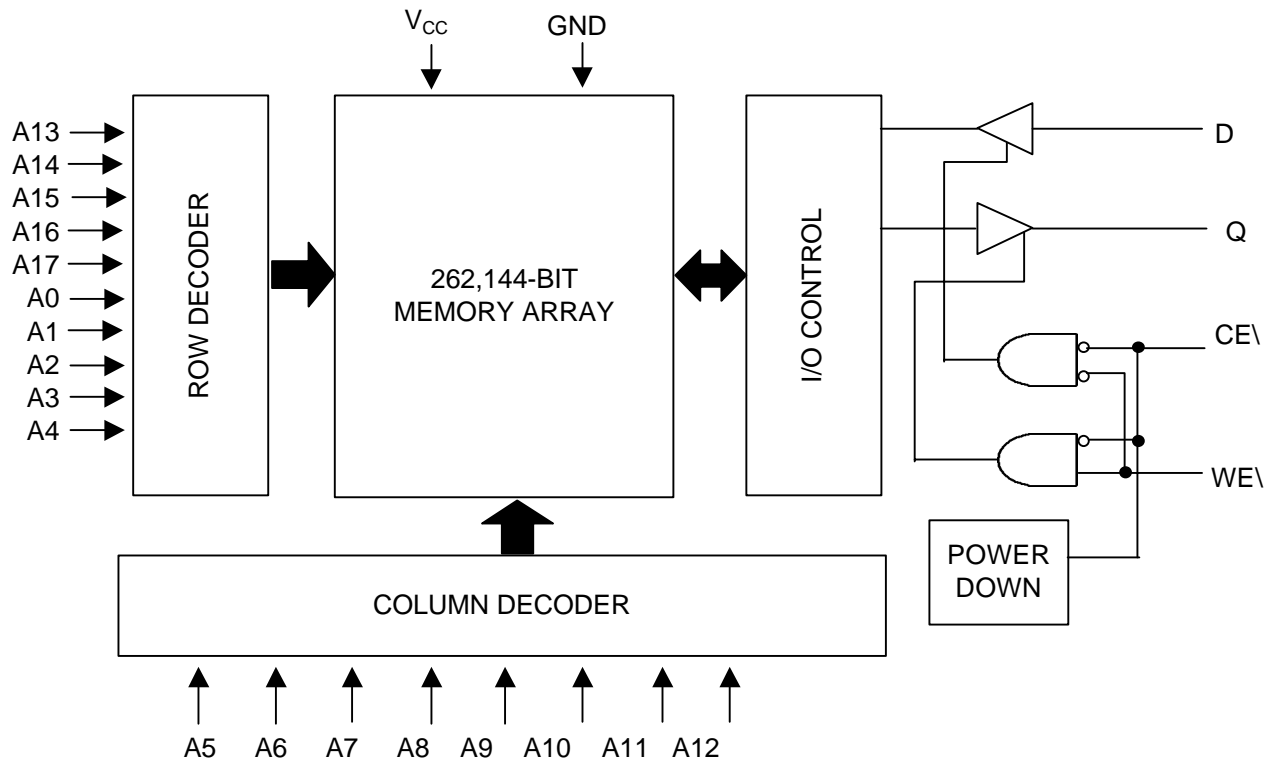 V_CC
GND
A13
A14
A15
A16
A17
A0
A1
A2
A3
A4
ROW DECODER
262,144-BIT
MEMORY ARRAY
I/O CONTROL
D
Q
CE\
WE\
POWER
DOWN
COLUMN DECODER
A5 A6 A7 A8 A9 A10 A11 A12